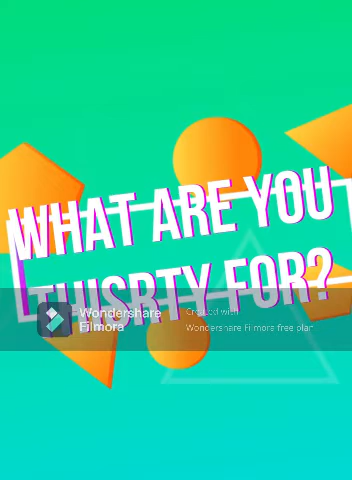 WHAT ARE YOU
THISRTY FOR?
Wondershare
Filmora
Created with
Wondershare Filmora free plan